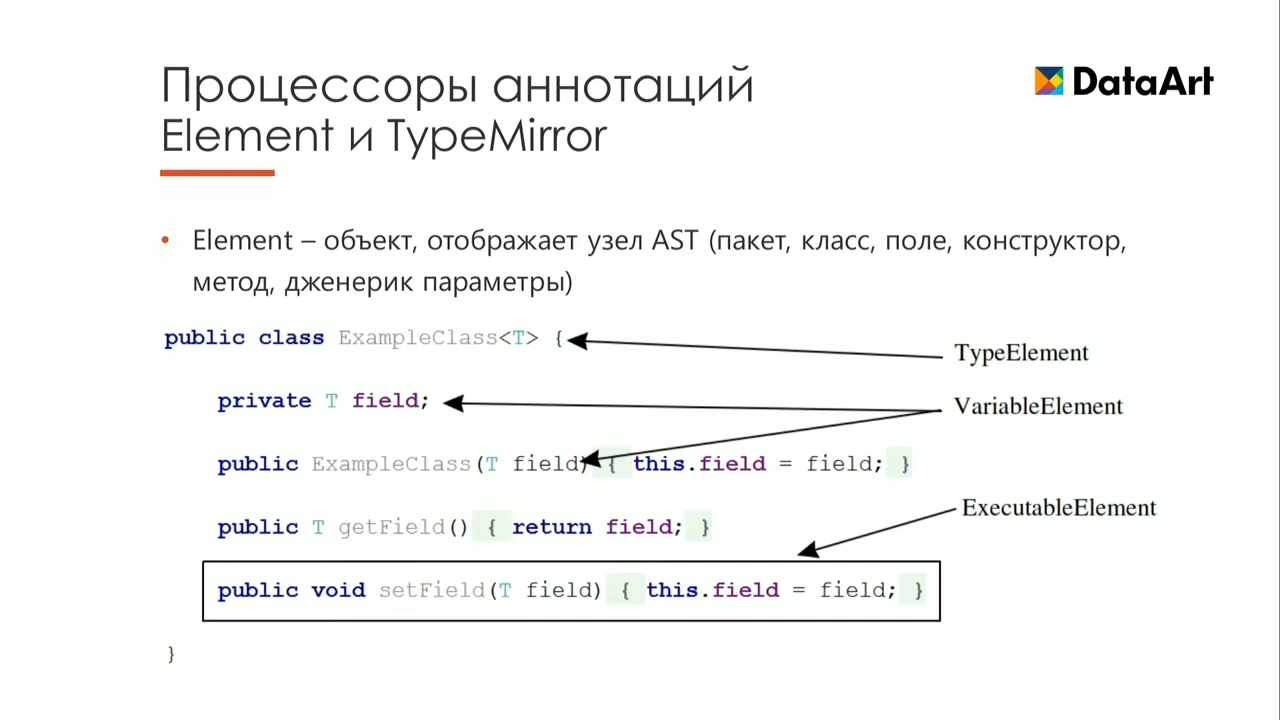 Процессоры аннотаций
DataArt
Element и TypeMirror
• Element – объект, отображает узел AST (пакет, класс, поле, конструктор,
метод, дженерик параметры)
public class ExampleClass<T> {
TypeElement
private T field;
VariableElement
public ExampleClass(T field) { this.field = field; }
ExecutableElement
public T getField() { return field; }
public void setField(T field) { this.field = field; }
}